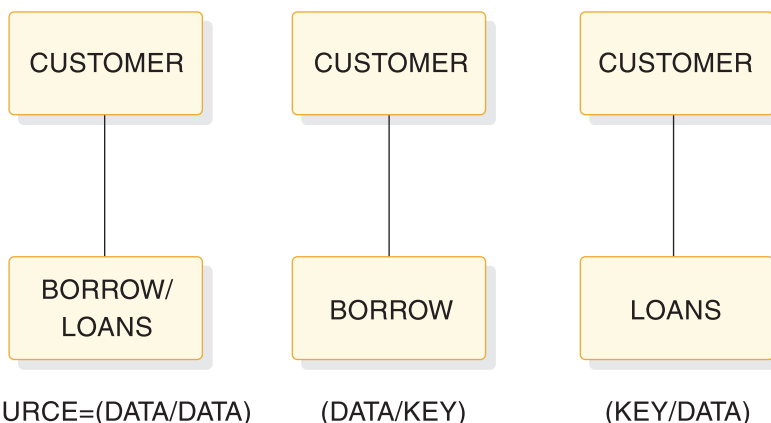 CUSTOMER CUSTOMER CUSTOMER
BORROW/
LOANS
BORROW
LOANS
URCE=(DATA/DATA) (DATA/KEY) (KEY/DATA)